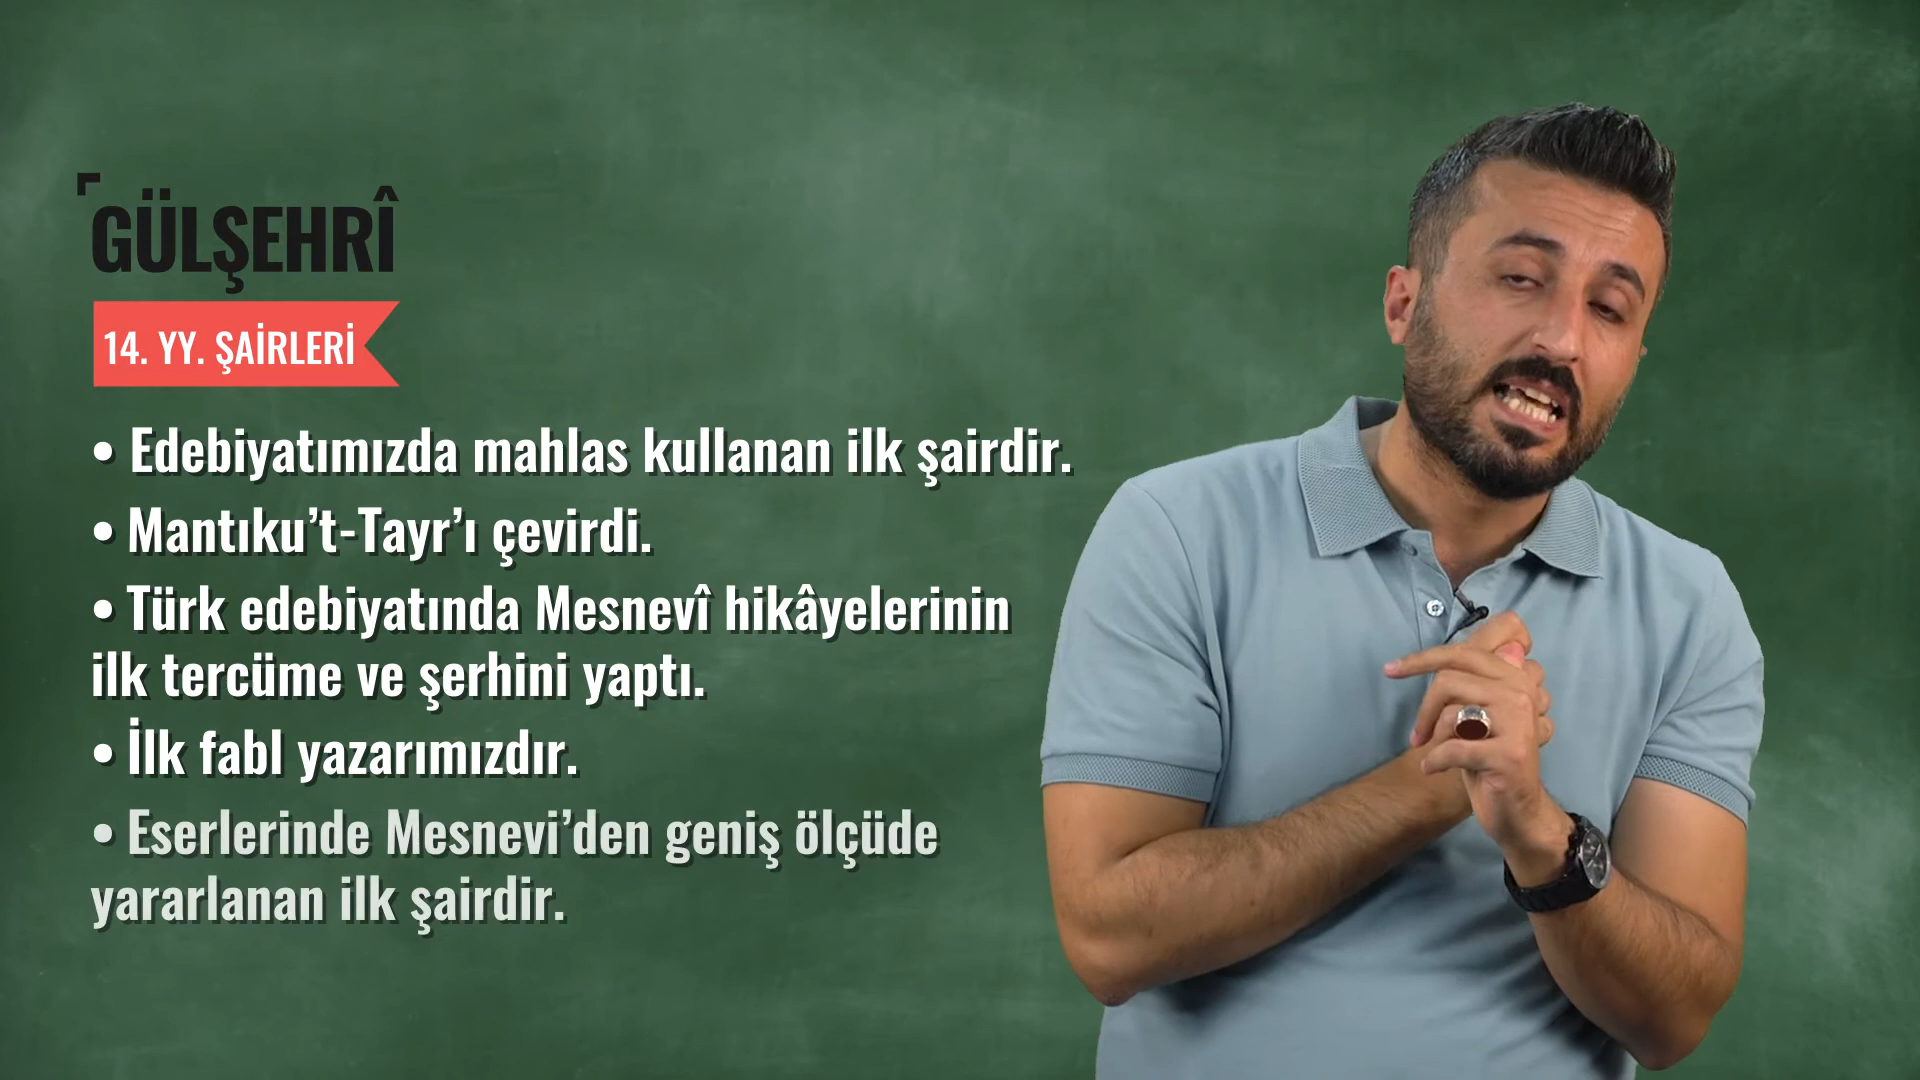 GÜLŞEHRÎ
14. YY. ŞAİRLERİ
• Edebiyatımızda mahlas kullanan ilk şairdir.
• Mantıku’t-Tayr’ı çevirdi.
• Türk edebiyatında Mesnevî hikâyelerinin
ilk tercüme ve şerhini yaptı.
• İlk fabl yazarımızdır.
• Eserlerinde Mesnevi’den geniş ölçüde
yararlanan ilk şairdir.